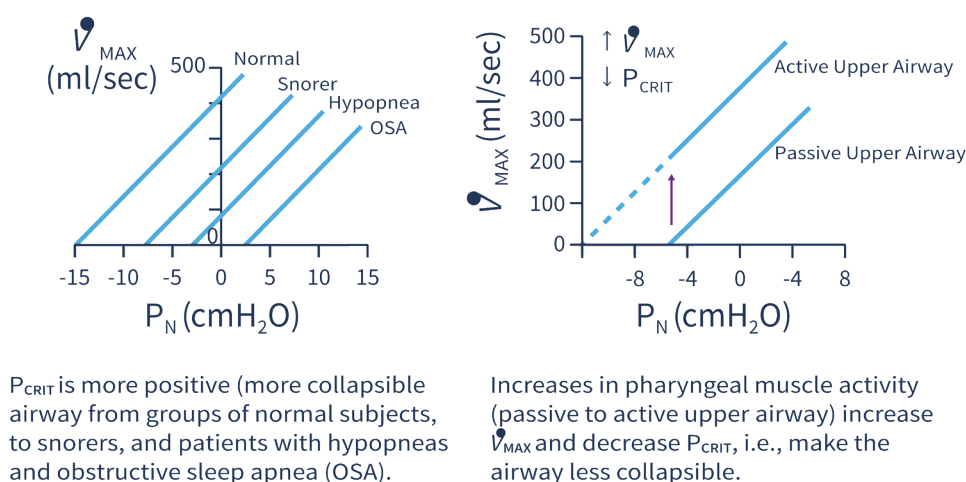 V̇ MAX
(ml/sec)
500
0
Normal
Snorer
Hypopnea
OSA
-15 -10 -5 0 5 10 15
PN (cmH2O)
PCRIT is more positive (more collapsible
airway from groups of normal subjects,
to snorers, and patients with hypopneas
and obstructive sleep apnea (OSA).
V̇ MAX (ml/sec)
500
400
300
200
100
0
↑ V̇ MAX
↓ PCRIT
Active Upper Airway
Passive Upper Airway
-8 -4 0 -4 8
PN (cmH2O)
Increases in pharyngeal muscle activity
(passive to active upper airway) increase
V̇MAX and decrease PCRIT, i.e., make the
airway less collapsible.